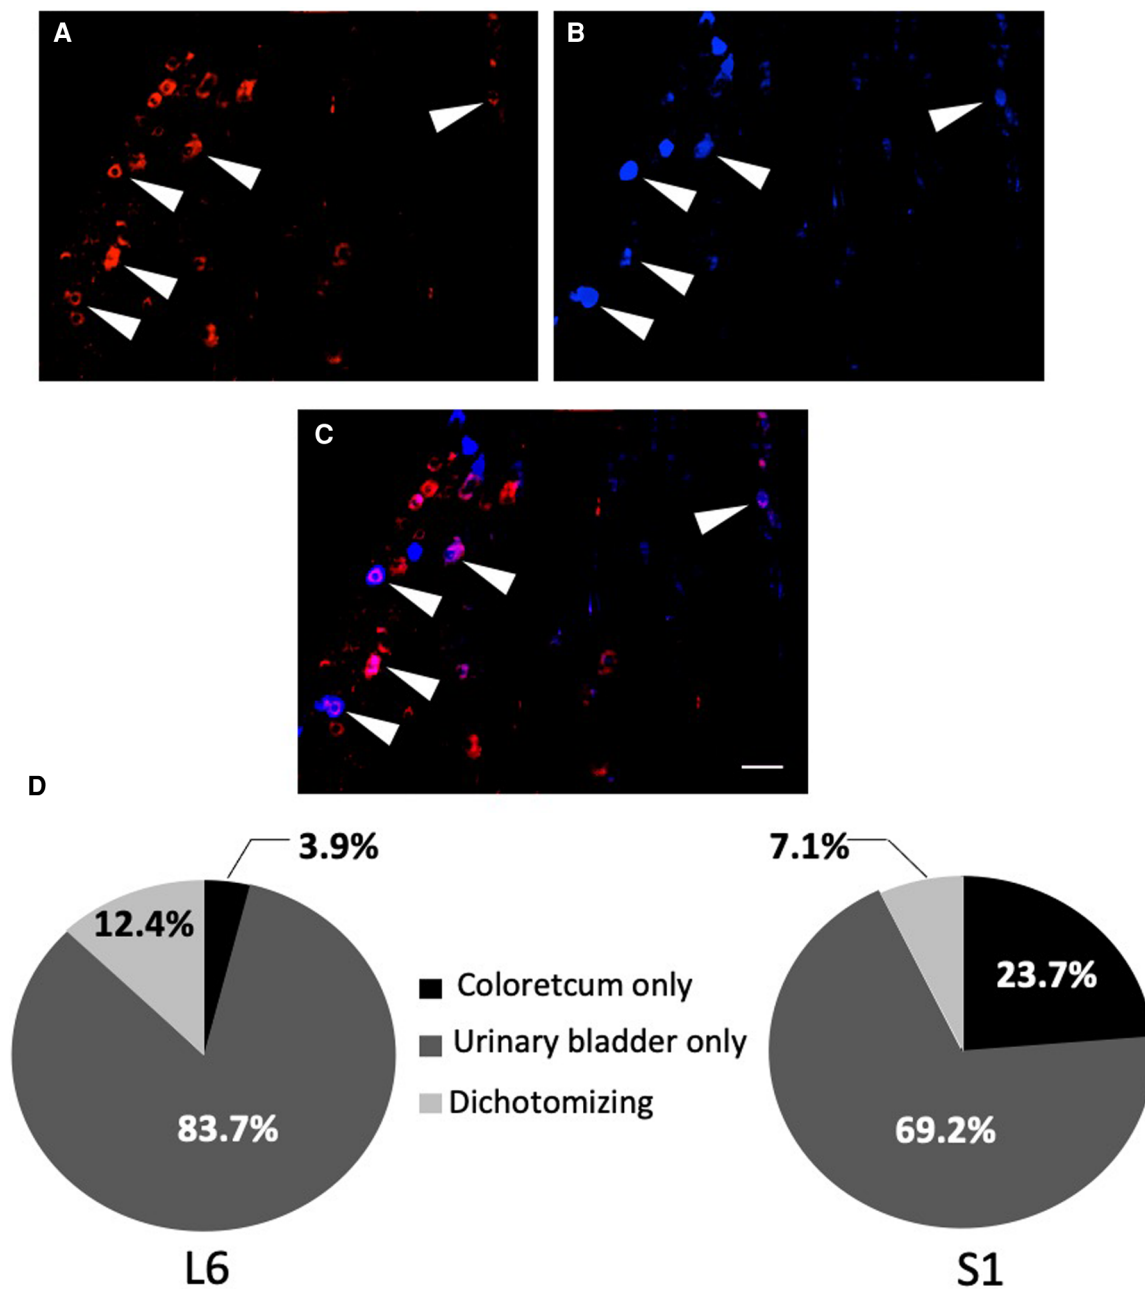 A
B
C
D
3.9%
7.1%
12.4%
23.7%
Coloretcum only
Urinary bladder only
Dichotomizing
83.7%
69.2%
L6
S1